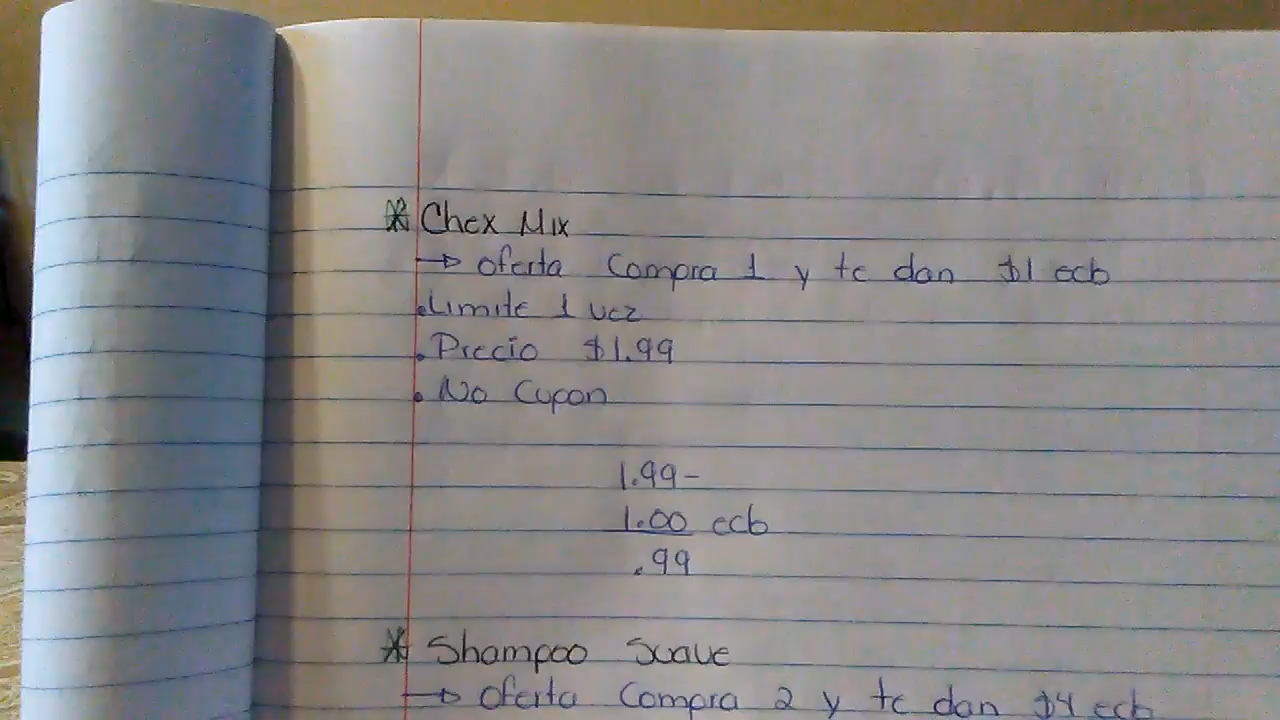 * Chex Mix
→ oferta Compra 1 y te dan $1 ecb
• Limite 1 vez
• Precio $1.99
• No Cupon
1.99-
1.00 ecb
.99
* Shampoo Suave
→ oferta Compra 2 y te dan $4 ecb